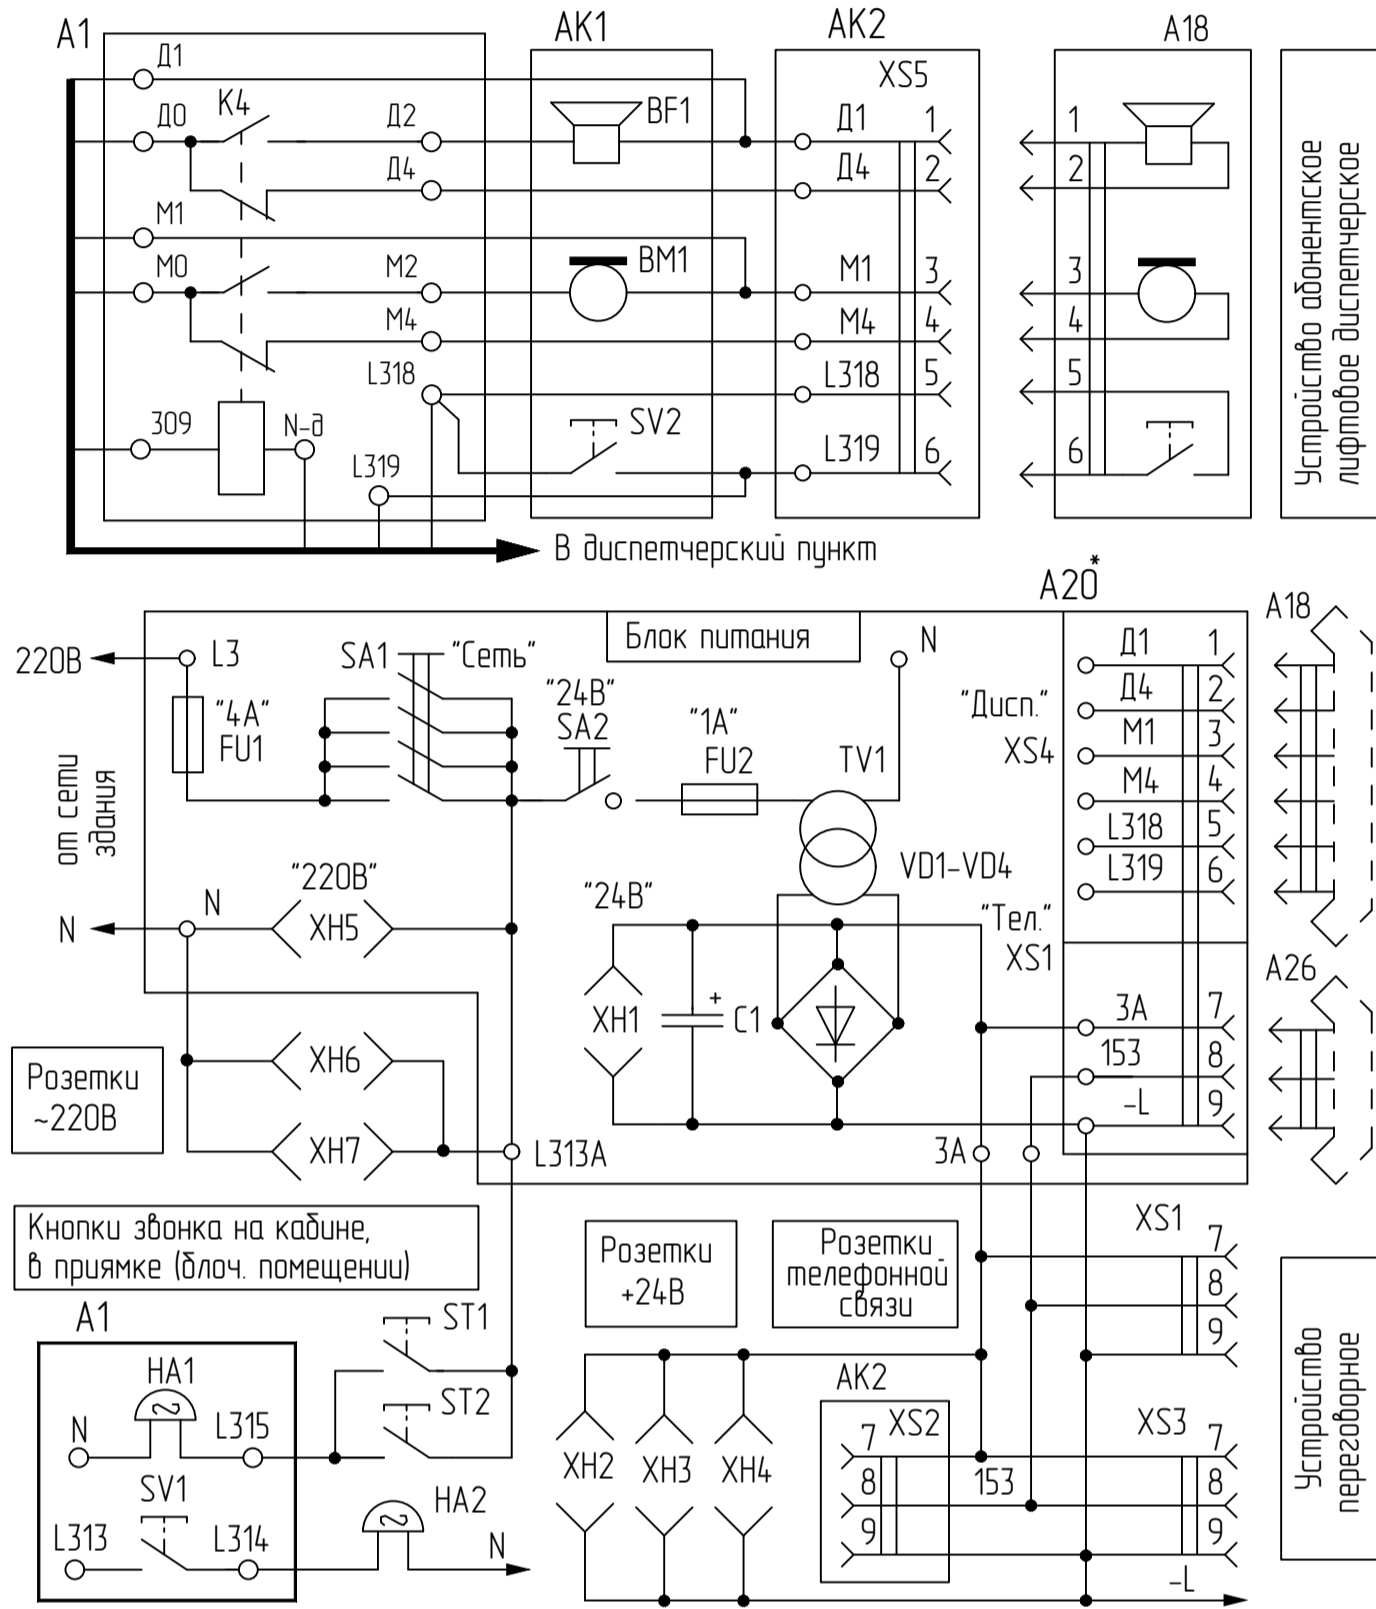 А1
АК1
АК2
А18
Д1
XS5
К4
BF1
Д0
Д2
Д1
1
1
Д4
Д4
2
2
М1
М0
М2
BM1
М1
3
3
М4
М4
4
4
L318
L318
5
5
309
N-д
SV2
L319
L319
6
6
Устройство абонентское
лифтовое диспетчерское
В диспетчерский пункт
А20*
А18
220В
L3
SA1
"Сеть"
Блок питания
N
Д1
1
"4А"
FU1
"24В"
SA2
"1А"
FU2
TV1
"Дисп."
XS4
Д4
2
М1
3
М4
4
L318
5
L319
6
от сети
здания
VD1-VD4
"220В"
"24В"
"Тел."
XS1
N
N
XH5
А26
XH1
+
C1
3А
7
153
8
-L
9
Розетки
~220В
XH6
XH7
L313А
3А
Кнопки звонка на кабине,
в приямке (блоч. помещении)
Розетки
+24В
Розетки
телефонной
связи
XS1
7
8
9
А1
ST1
HA1
ST2
АК2
N
L315
XS2
XS3
7
7
XH2
XH3
XH4
8
153
8
SV1
HA2
9
9
L313
L314
N
-L
Устройство
переговорное